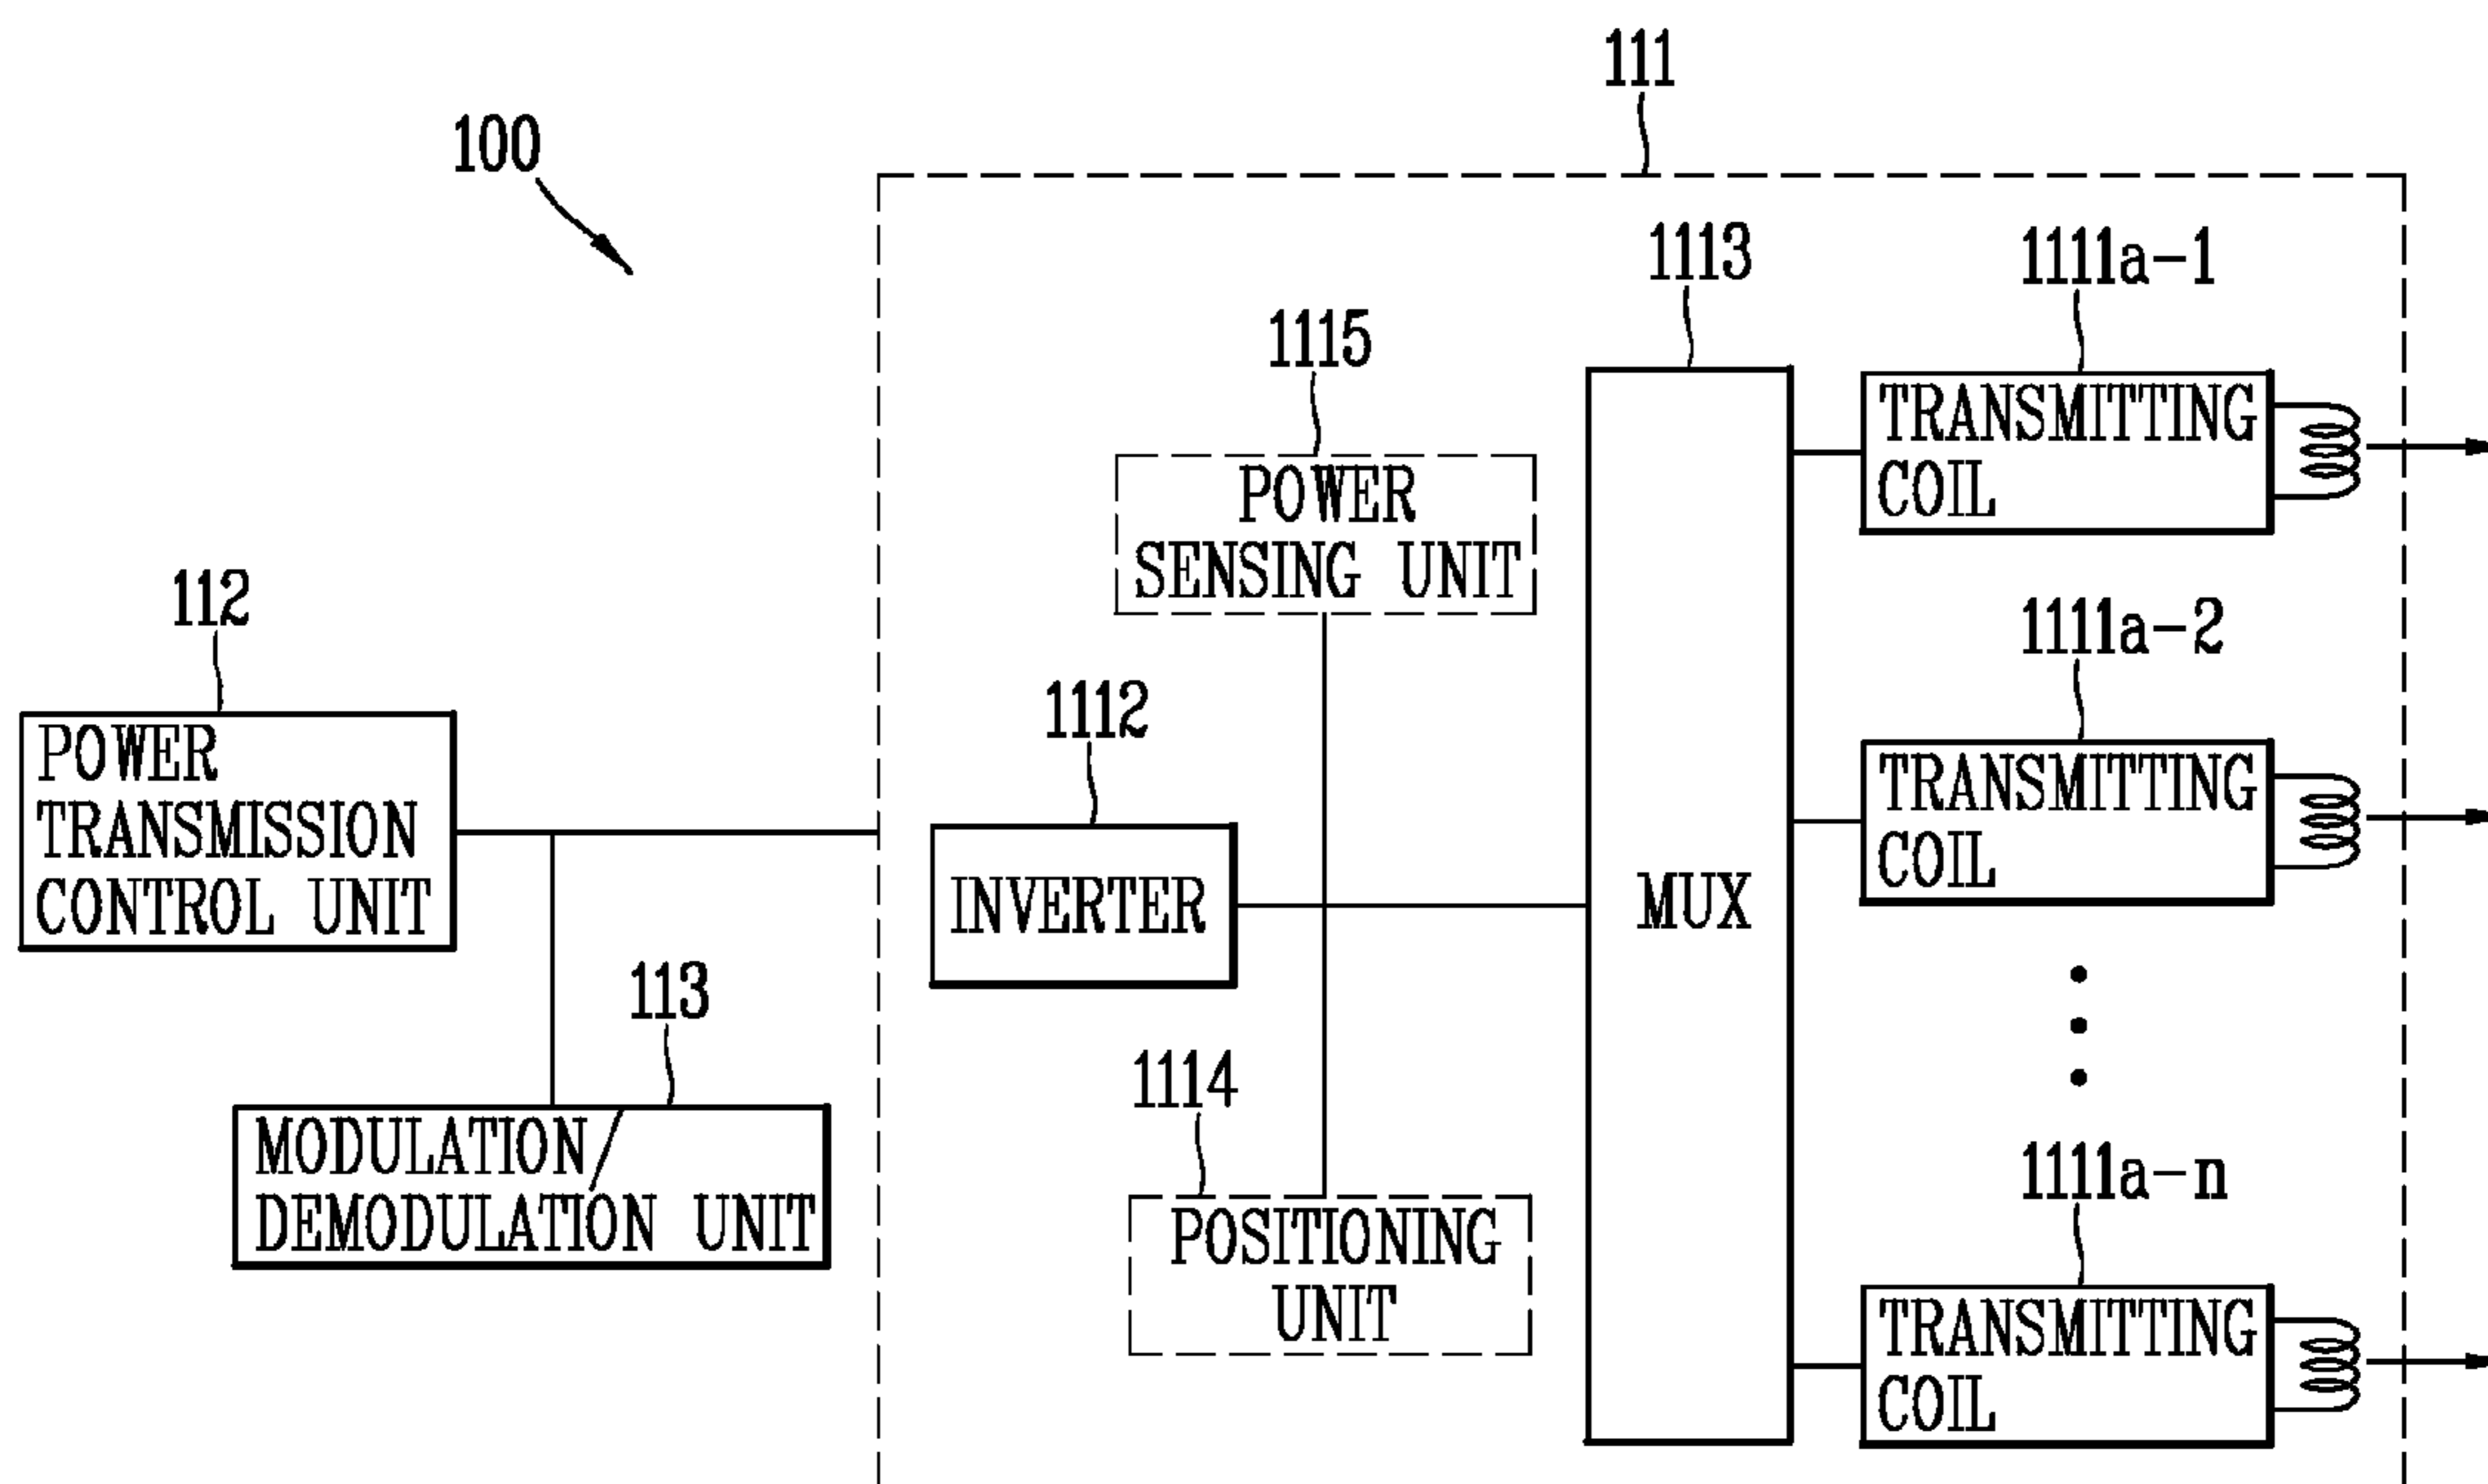 111
100
1113
1111a-1
1115
TRANSMITTING
COIL
POWER
SENSING UNIT
112
1111a-2
1112
POWER
TRANSMISSION
CONTROL UNIT
TRANSMITTING
COIL
INVERTER
MUX
113
1114
MODULATION/
DEMODULATION UNIT
1111a-n
POSITIONING
UNIT
TRANSMITTING
COIL